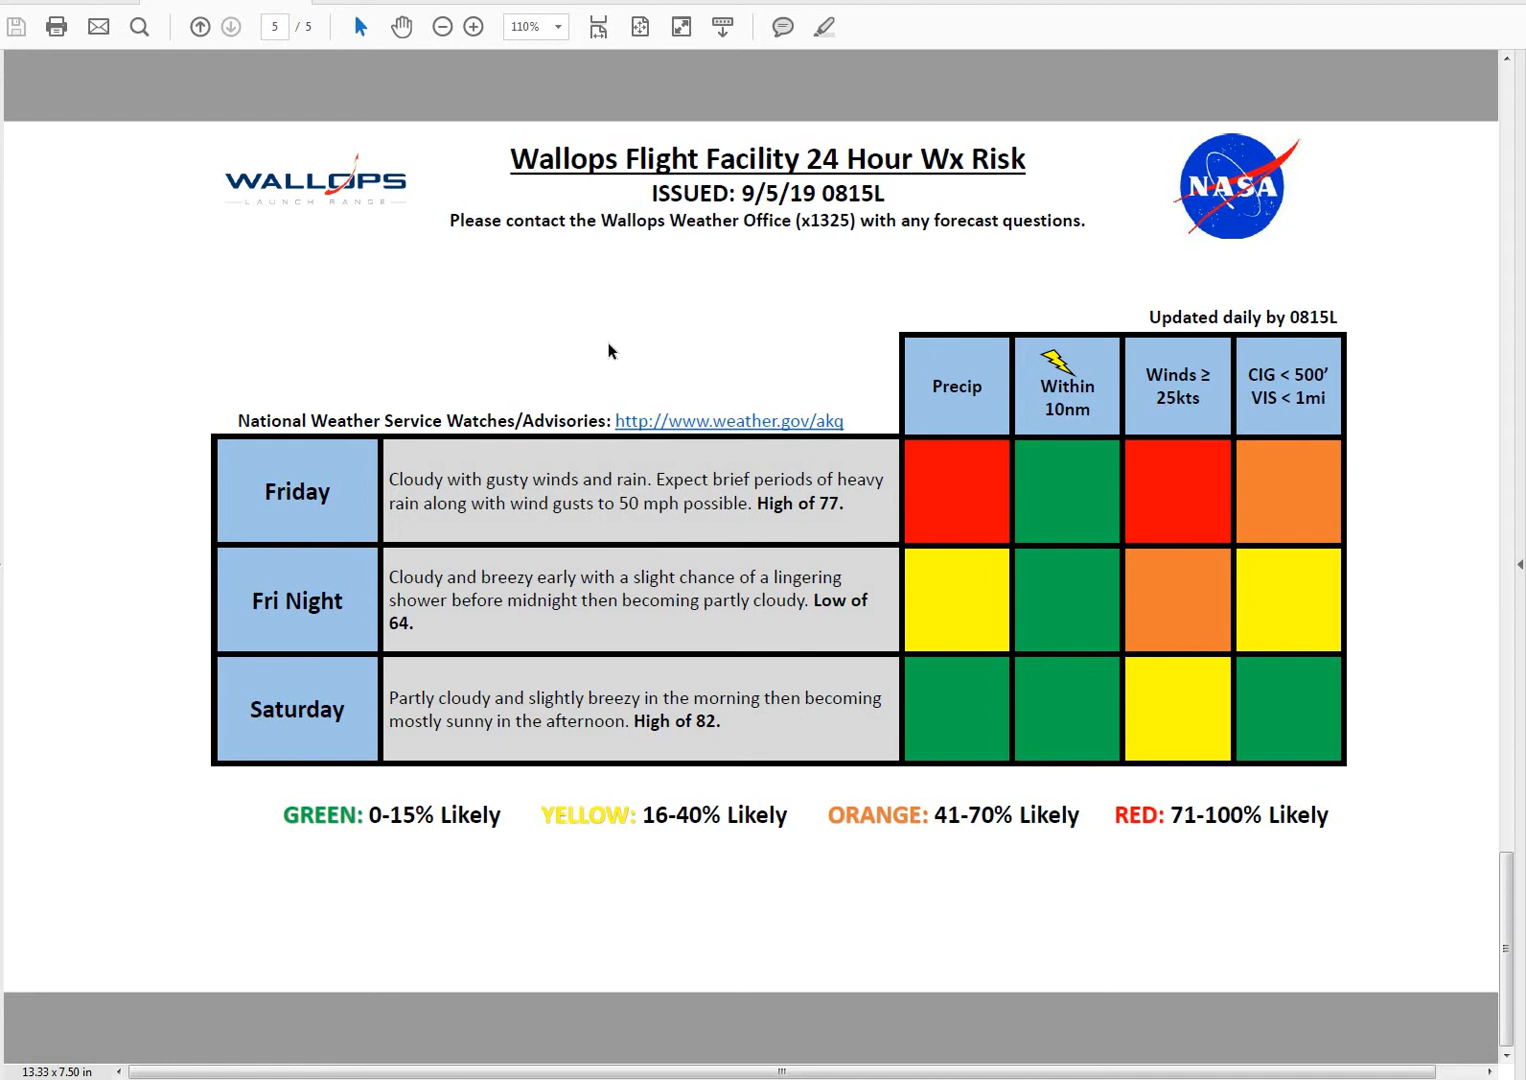 5 / 5
110%
WALLOPS
LAUNCH RANGE
Wallops Flight Facility 24 Hour Wx Risk
ISSUED: 9/5/19 0815L
Please contact the Wallops Weather Office (x1325) with any forecast questions.
NASA
Updated daily by 0815L
Precip
Within
10nm
Winds ≥
25kts
CIG < 500’
VIS < 1mi
National Weather Service Watches/Advisories: http://www.weather.gov/akq
Friday
Cloudy with gusty winds and rain. Expect brief periods of heavy
rain along with wind gusts to 50 mph possible. High of 77.
Fri Night
Cloudy and breezy early with a slight chance of a lingering
shower before midnight then becoming partly cloudy. Low of
64.
Saturday
Partly cloudy and slightly breezy in the morning then becoming
mostly sunny in the afternoon. High of 82.
GREEN: 0-15% Likely YELLOW: 16-40% Likely ORANGE: 41-70% Likely RED: 71-100% Likely
13.33 x 7.50 in